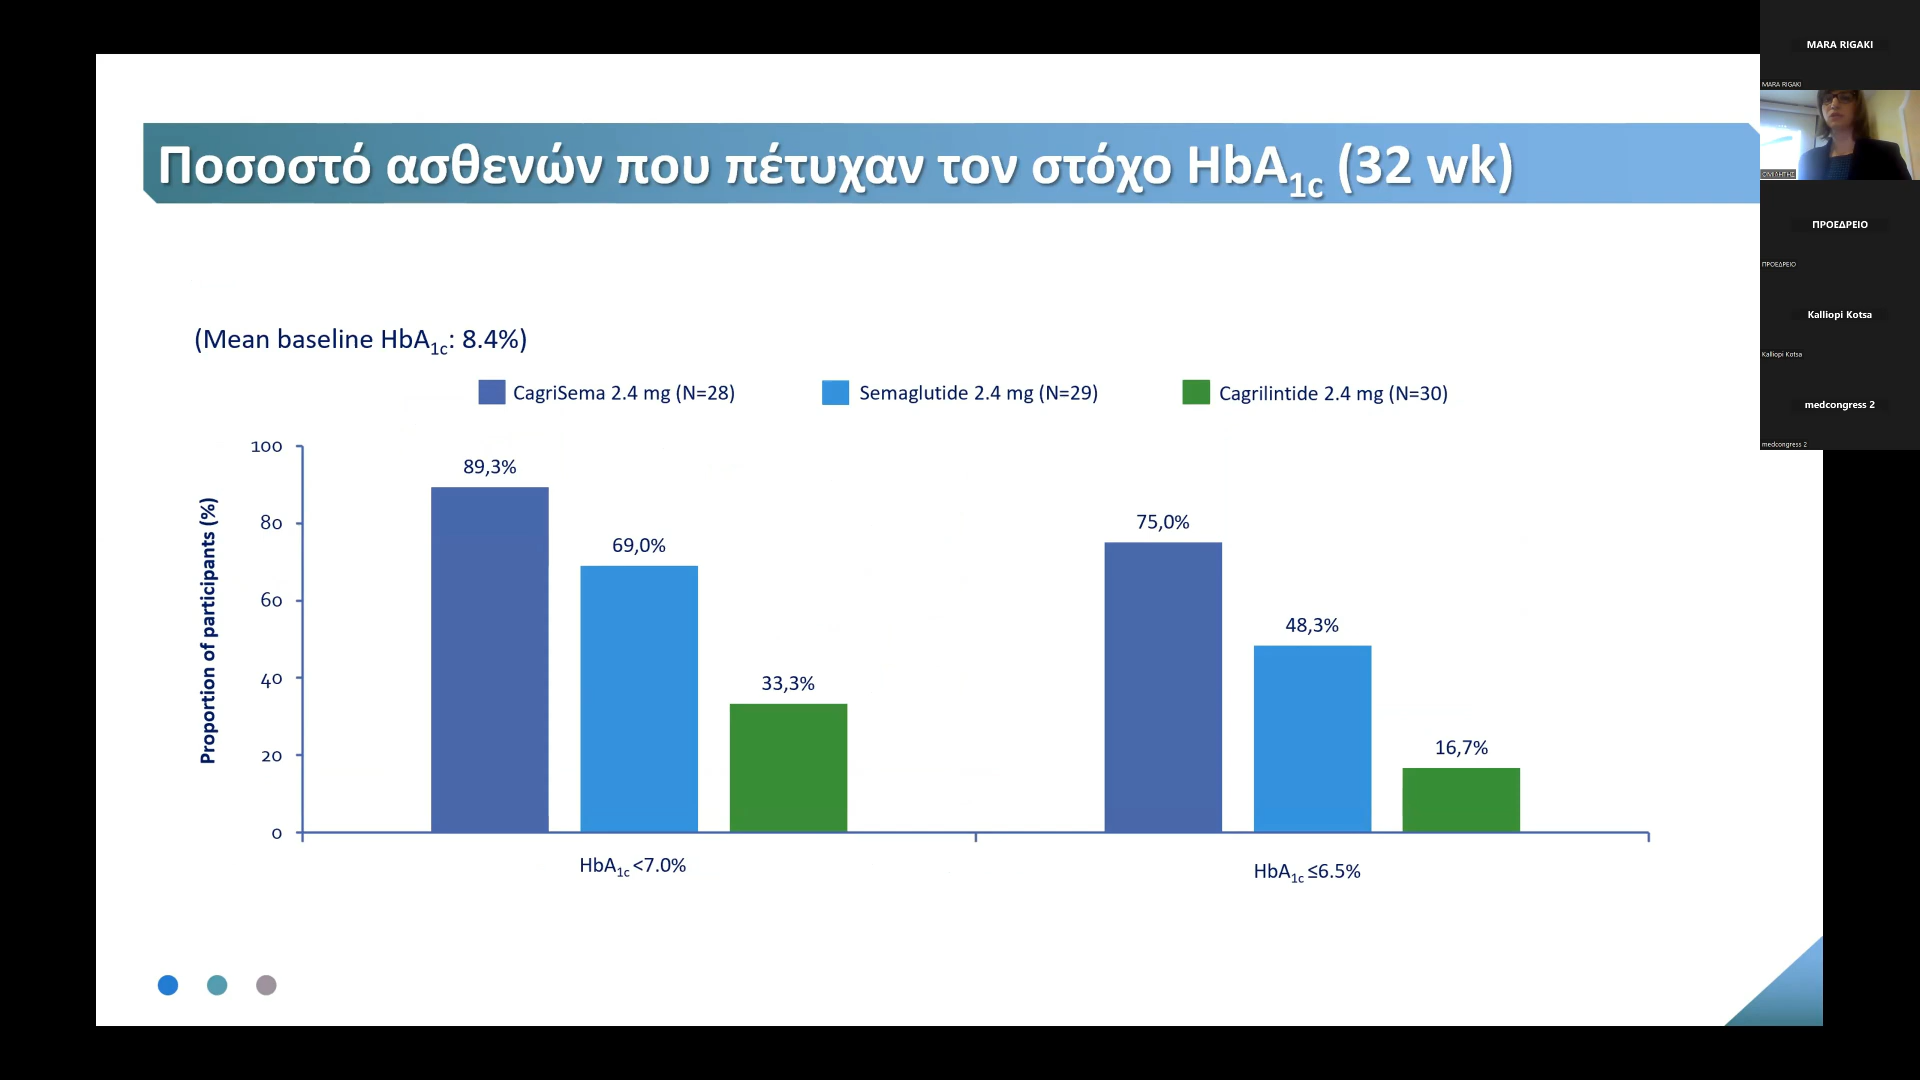 Ποσοστό ασθενών που πέτυχαν τον στόχο HbA1c (32 wk)
(Mean baseline HbA1c: 8.4%)
CagriSema 2.4 mg (N=28)
Semaglutide 2.4 mg (N=29)
Cagrilintide 2.4 mg (N=30)
Proportion of participants (%)
100
80
60
40
20
0
89,3%
69,0%
33,3%
75,0%
48,3%
16,7%
HbA1c <7.0%
HbA1c ≤6.5%
MARA RIGAKI
MARA RIGAKI
ΟΜΙΛΗΤΗΣ
ΠΡΟΕΔΡΕΙΟ
ΠΡΟΕΔΡΕΙΟ
Kalliopi Kotsa
Kalliopi Kotsa
medcongress 2
medcongress 2